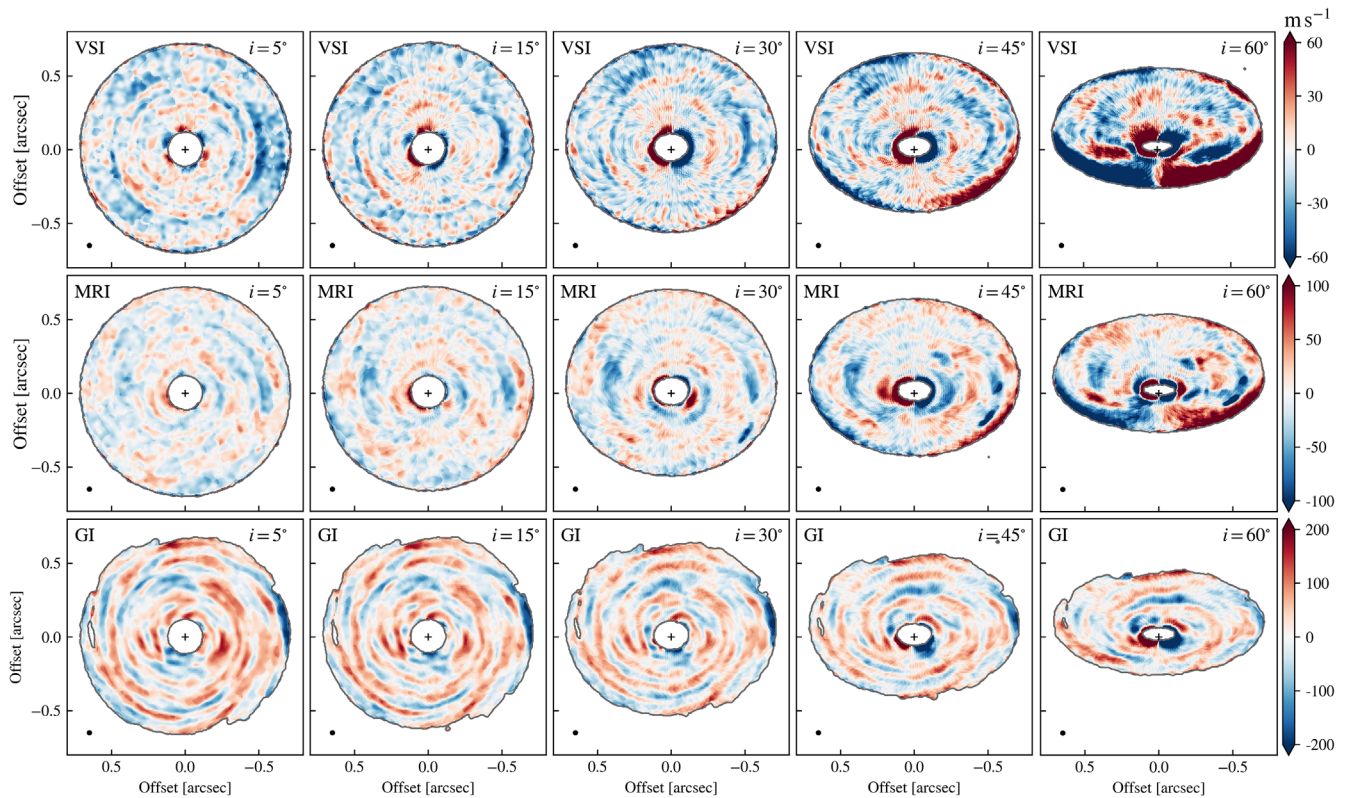 m s⁻¹
VSI i = 5° VSI i = 15° VSI i = 30° VSI i = 45° VSI i = 60°
60
0.5
30
Offset [arcsec]
0.0
0
-30
−0.5
-60
MRI i = 5° MRI i = 15° MRI i = 30° MRI i = 45° MRI i = 60°
100
0.5
50
Offset [arcsec]
0.0
0
-50
−0.5
-100
GI i = 5° GI i = 15° GI i = 30° GI i = 45° GI i = 60°
200
0.5
100
Offset [arcsec]
0.0
0
-100
−0.5
-200
0.5 0.0 −0.5 0.5 0.0 −0.5 0.5 0.0 −0.5 0.5 0.0 −0.5 0.5 0.0 −0.5
Offset [arcsec] Offset [arcsec] Offset [arcsec] Offset [arcsec] Offset [arcsec]